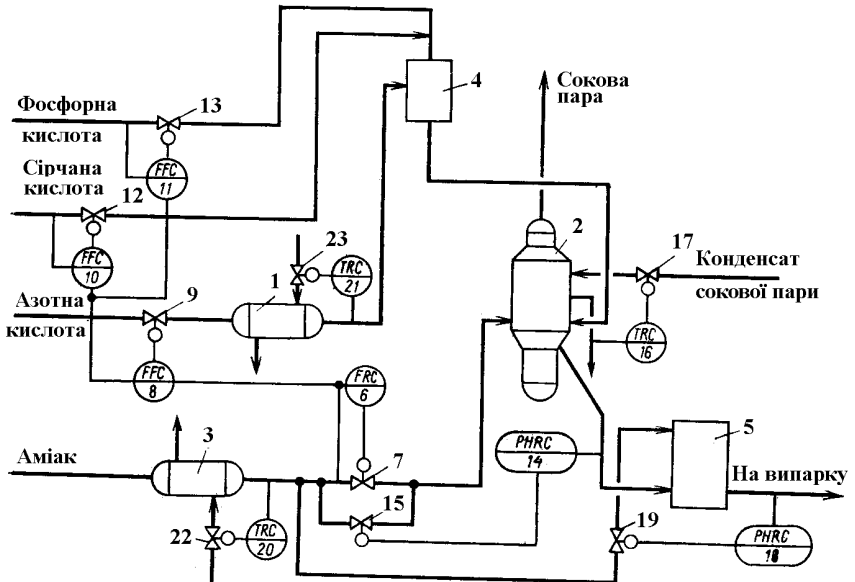 Фосфорна
кислота
13
FFC
11
Сірчана
кислота
12
FFC
10
4
Сокова
пара
2
17
Конденсат
сокової пари
TRC
16
23
TRC
21
1
Азотна
кислота
9
FFC
8
FRC
6
Аміак
3
7
PHRC
14
5
На випарку
15
22
TRC
20
19
PHRC
18